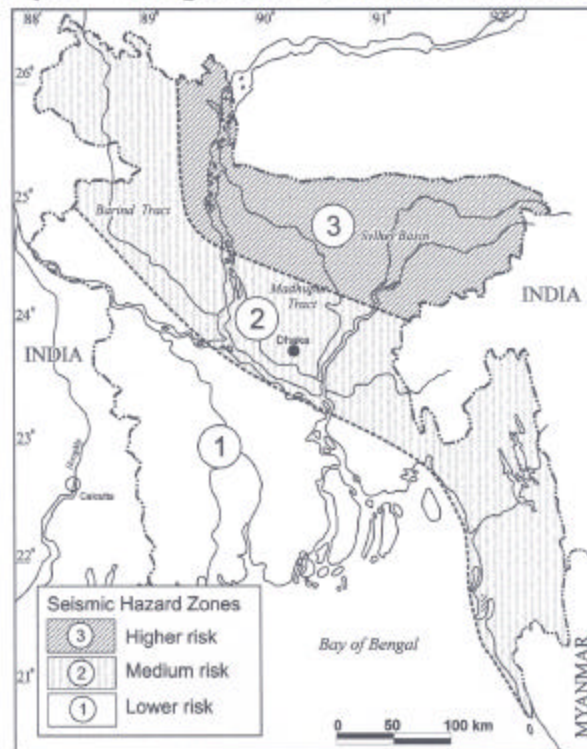 88°
89°
90°
91°
92°
26°
25°
Barind Tract
3
Sylhet Basin
24°
Madhupur
Tract
INDIA
2
Dhaka
INDIA
23°
1
Hooghly
Calcutta
22°
Seismic Hazard Zones
3 Higher risk
2 Medium risk
1 Lower risk
Bay of Bengal
21°
MYANMAR
0 50 100 km